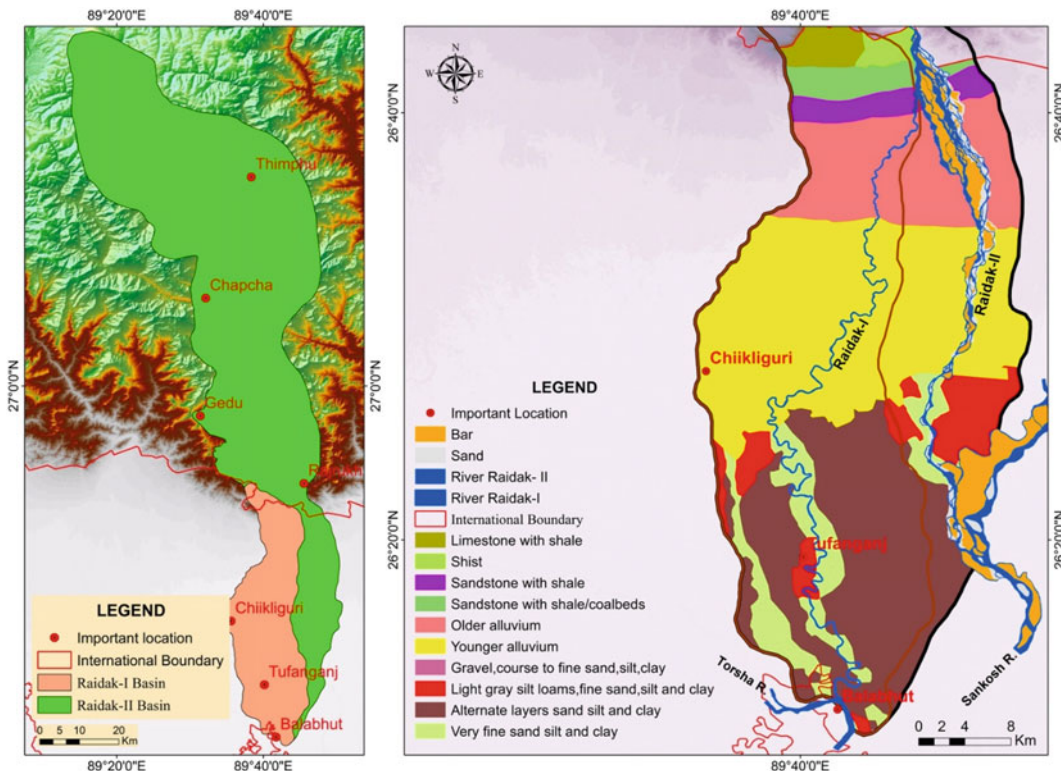 89°20'0"E 89°40'0"E
Thimphu
Chapcha
27°0'0"N
27°0'0"N
Gedu
Chiikliguri
Tufanganj
Balabhut
LEGEND
Important location
International Boundary
Raidak-I Basin
Raidak-II Basin
0 5 10 20
Km
89°20'0"E 89°40'0"E
89°40'0"E
N
W E
S
26°40'0"N
26°40'0"N
Raidak-II
Raidak-I
Chiikliguri
26°20'0"N
26°20'0"N
Tufanganj
Torsha R.
Sankosh R.
LEGEND
Important Location
Bar
Sand
River Raidak- II
River Raidak-I
International Boundary
Limestone with shale
Shist
Sandstone with shale
Sandstone with shale/coalbeds
Older alluvium
Younger alluvium
Gravel,course to fine sand,silt,clay
Light gray silt loams,fine sand,silt and clay
Alternate layers sand silt and clay
Very fine sand silt and clay
0 2 4 8
Km
89°40'0"E